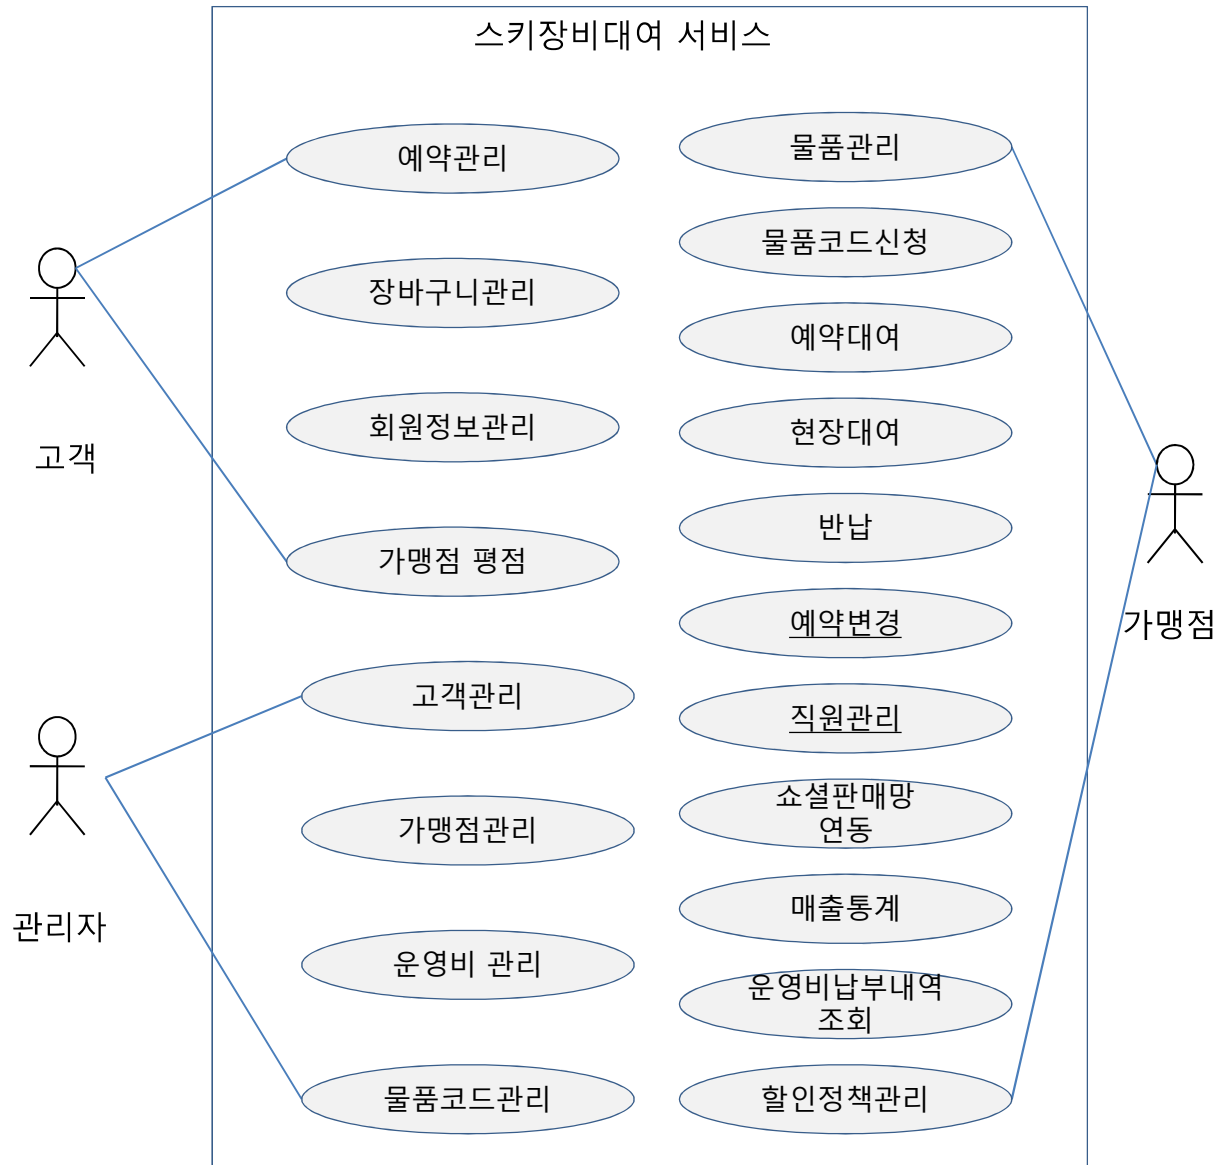 스키장비대여 서비스
예약관리
장바구니관리
회원정보관리
가맹점 평점
고객관리
가맹점관리
운영비 관리
물품코드관리
물품관리
물품코드신청
예약대여
현장대여
반납
예약변경
직원관리
쇼셜판매망
연동
매출통계
운영비납부내역
조회
할인정책관리
고객
관리자
가맹점